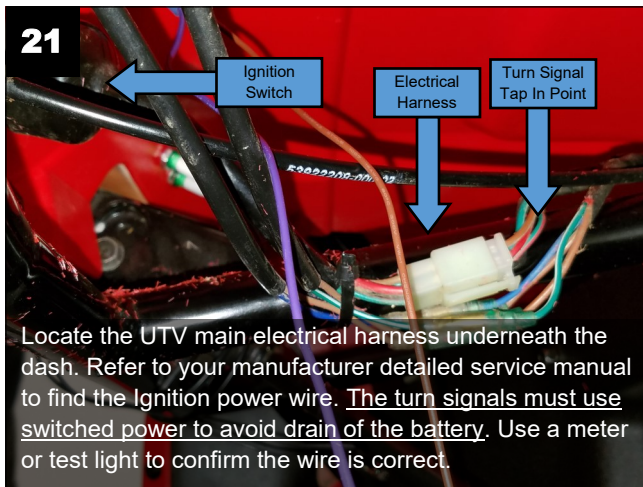 21
Ignition
Switch
Electrical
Harness
Turn Signal
Tap In Point
Locate the UTV main electrical harness underneath the
dash. Refer to your manufacturer detailed service manual
to find the Ignition power wire. The turn signals must use
switched power to avoid drain of the battery. Use a meter
or test light to confirm the wire is correct.